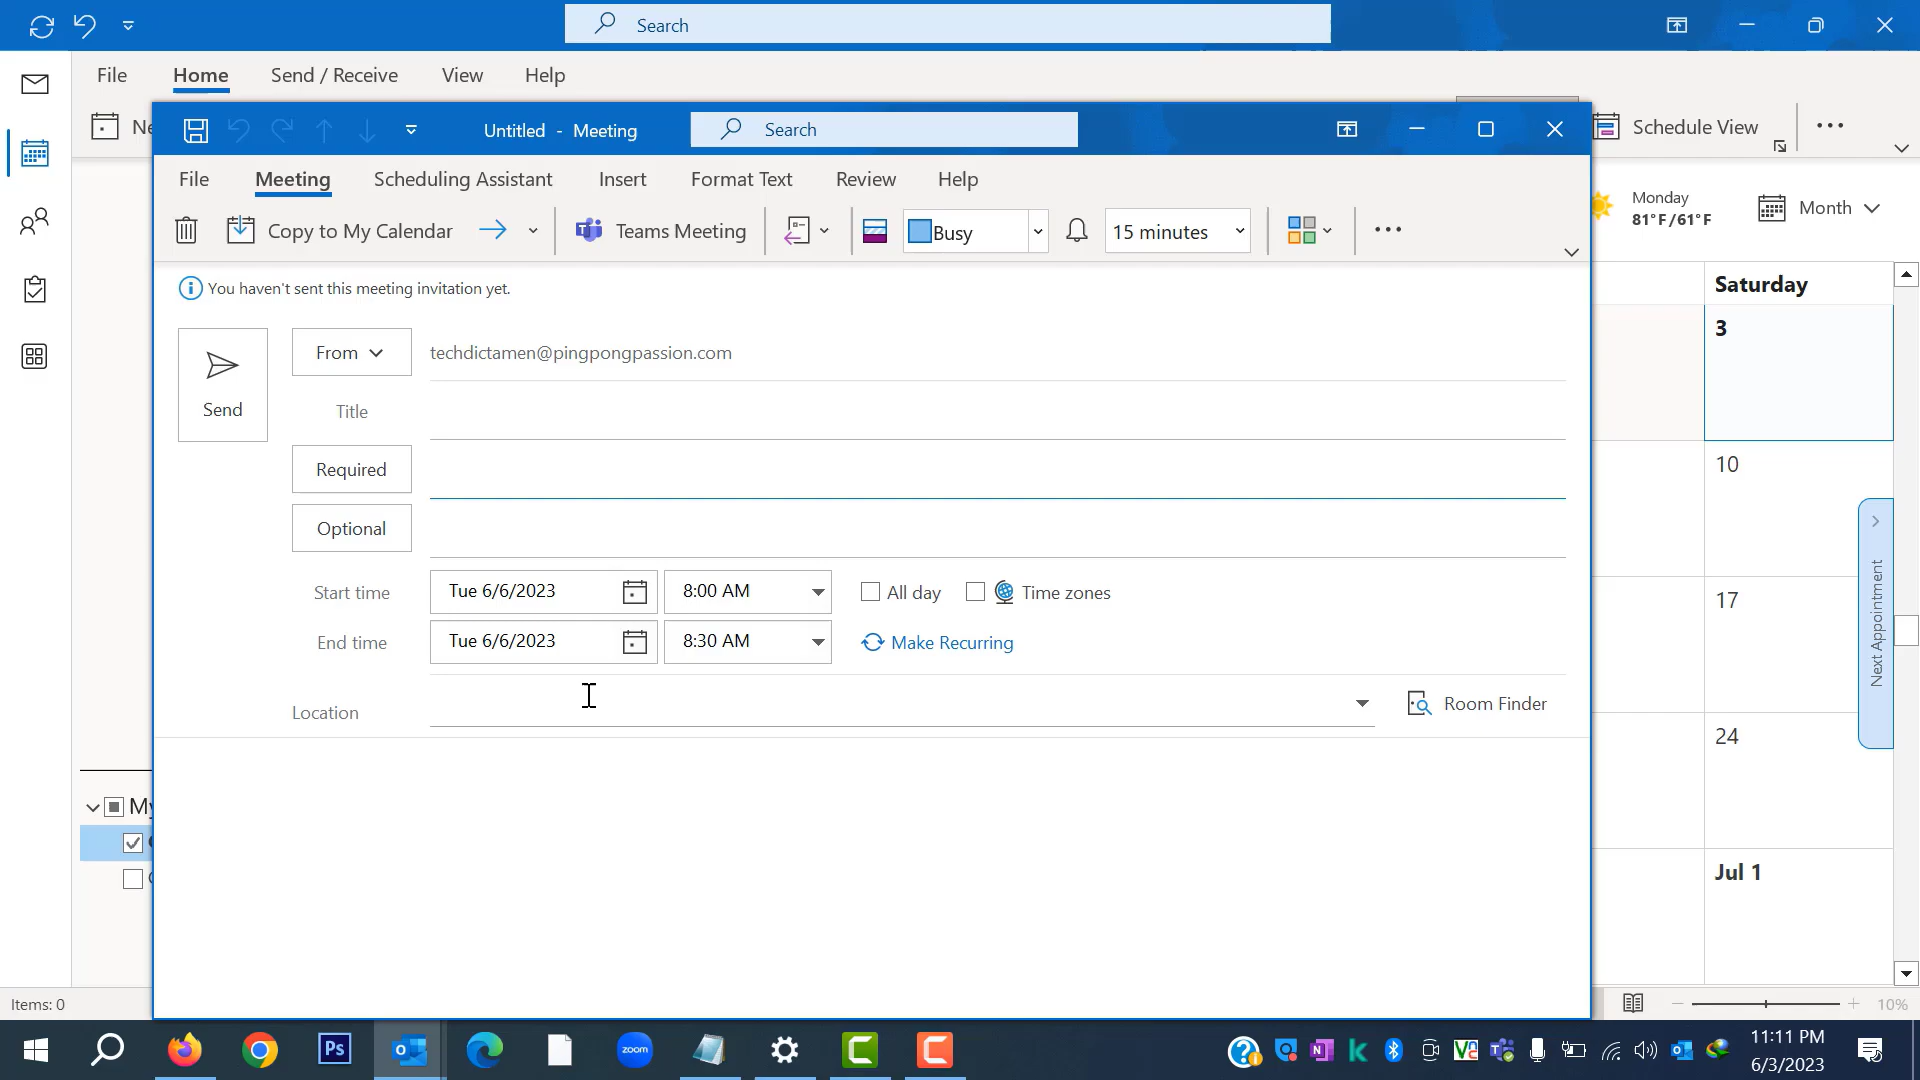 Search
File Home Send / Receive View Help
Ne
Untitled - Meeting Search
Schedule View
File Meeting Scheduling Assistant Insert Format Text Review Help
Copy to My Calendar Teams Meeting Busy 15 minutes
Monday
81°F/61°F
Month
You haven't sent this meeting invitation yet.
Saturday
3
Send
From techdictamen@pingpongpassion.com
Title
Required
10
Optional
Start time Tue 6/6/2023 8:00 AM All day Time zones
17
End time Tue 6/6/2023 8:30 AM Make Recurring
Next Appointment
Location Room Finder
24
My
Jul 1
Items: 0
10%
Ps zoom
11:11 PM
6/3/2023